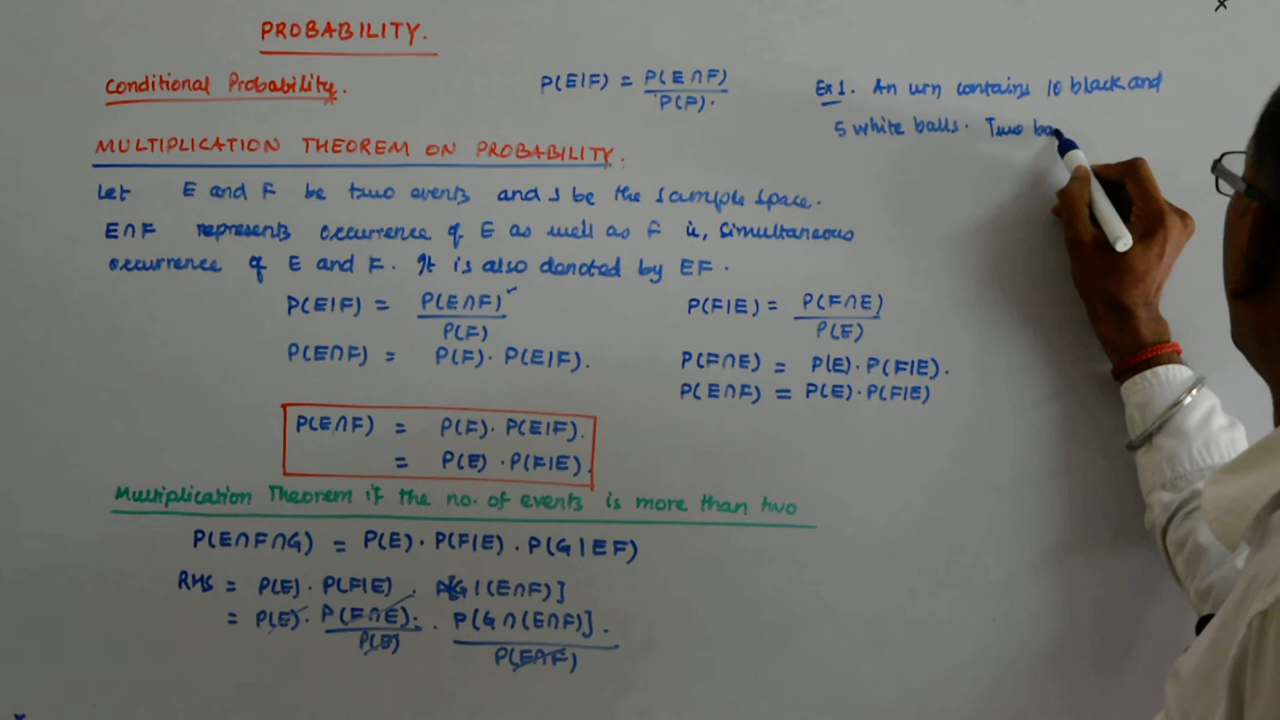 PROBABILITY.
Conditional Probability.
P(E|F) = P(E∩F)
P(F).
Ex 1. An urn contains 10 black and
5 white balls. Two ba
MULTIPLICATION THEOREM ON PROBABILITY.
Let E and F be two events and S be the sample space.
E∩F represents occurrence of E as well as F ie, simultaneous
occurrence of E and F. It is also denoted by EF.
P(E|F) = P(E∩F)
P(F)
P(E∩F) = P(F). P(E|F).
P(F|E) = P(F∩E)
P(E)
P(F∩E) = P(E). P(F|E).
P(E∩F) = P(E). P(F|E)
P(E∩F) = P(F). P(E|F).
= P(E) . P(F|E).
Multiplication Theorem if the no. of events is more than two
P(E∩F∩G) = P(E) . P(F|E) . P(G|EF)
RHS = P(E) . P(F|E) . P[G|(E∩F)]
= P(E) . P(F∩E) . P[G∩(E∩F)].
P(E) P(E∩F)